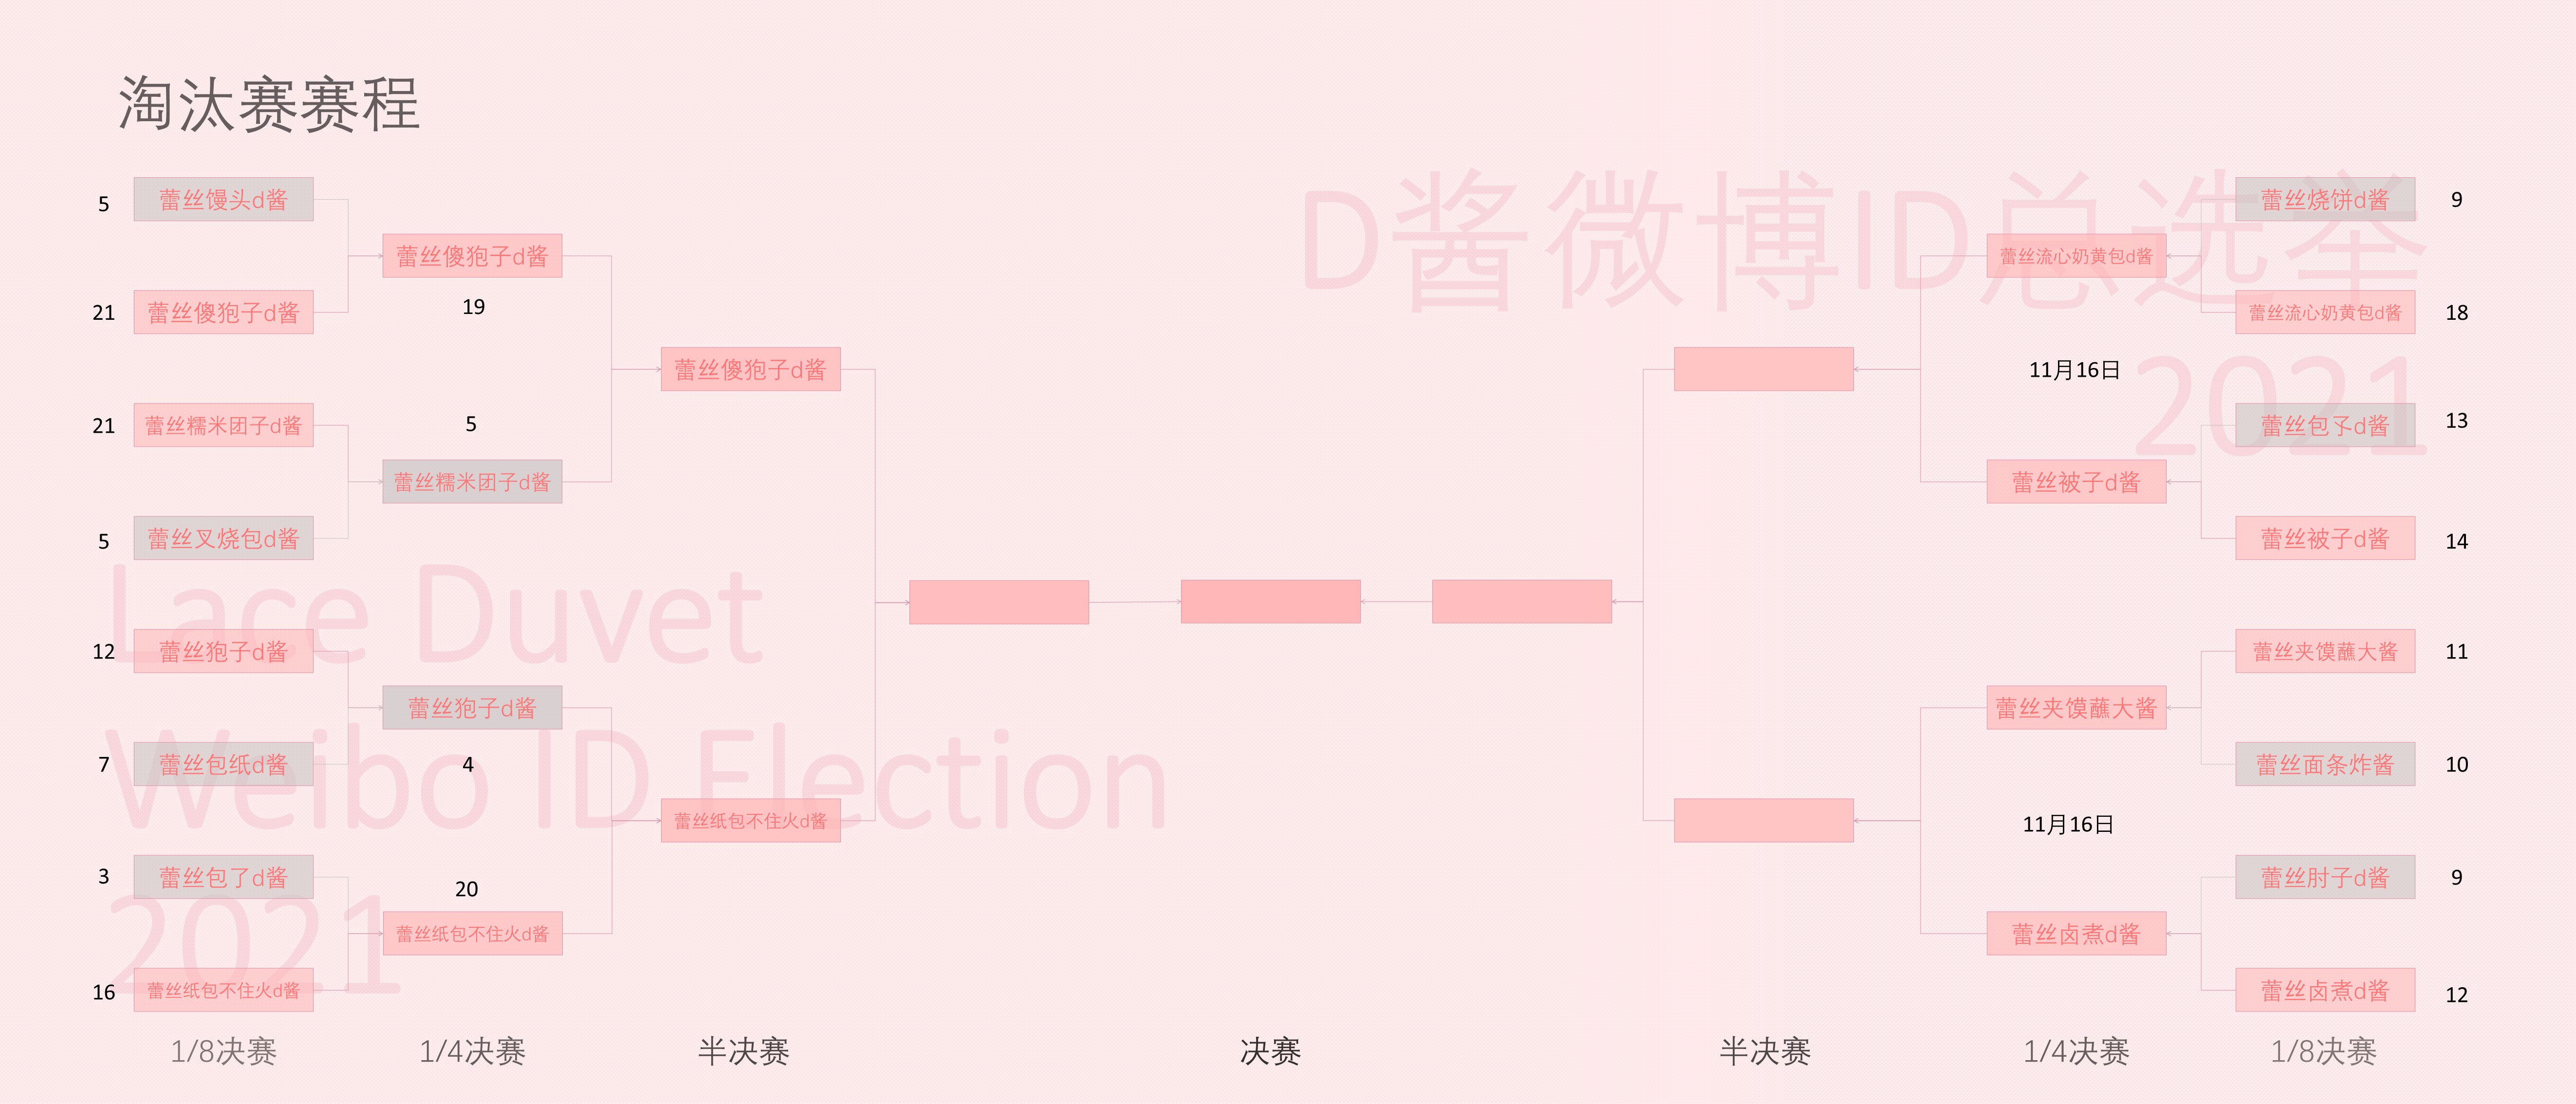 淘汰赛赛程
D酱微博ID总选举
2021
Lace Duvet
Weibo ID Election
2021
5
蕾丝馒头d酱
21
蕾丝傻狍子d酱
21
蕾丝糯米团子d酱
5
蕾丝叉烧包d酱
12
蕾丝狍子d酱
7
蕾丝包纸d酱
3
蕾丝包了d酱
16
蕾丝纸包不住火d酱
1/8决赛
蕾丝傻狍子d酱
19
5
蕾丝糯米团子d酱
蕾丝狍子d酱
4
20
蕾丝纸包不住火d酱
1/4决赛
蕾丝傻狍子d酱
蕾丝纸包不住火d酱
半决赛
决赛
半决赛
蕾丝流心奶黄包d酱
11月16日
蕾丝被子d酱
蕾丝夹馍蘸大酱
11月16日
蕾丝卤煮d酱
1/4决赛
蕾丝烧饼d酱
9
蕾丝流心奶黄包d酱
18
蕾丝包孓d酱
13
蕾丝被子d酱
14
蕾丝夹馍蘸大酱
11
蕾丝面条炸酱
10
蕾丝肘子d酱
9
蕾丝卤煮d酱
12
1/8决赛